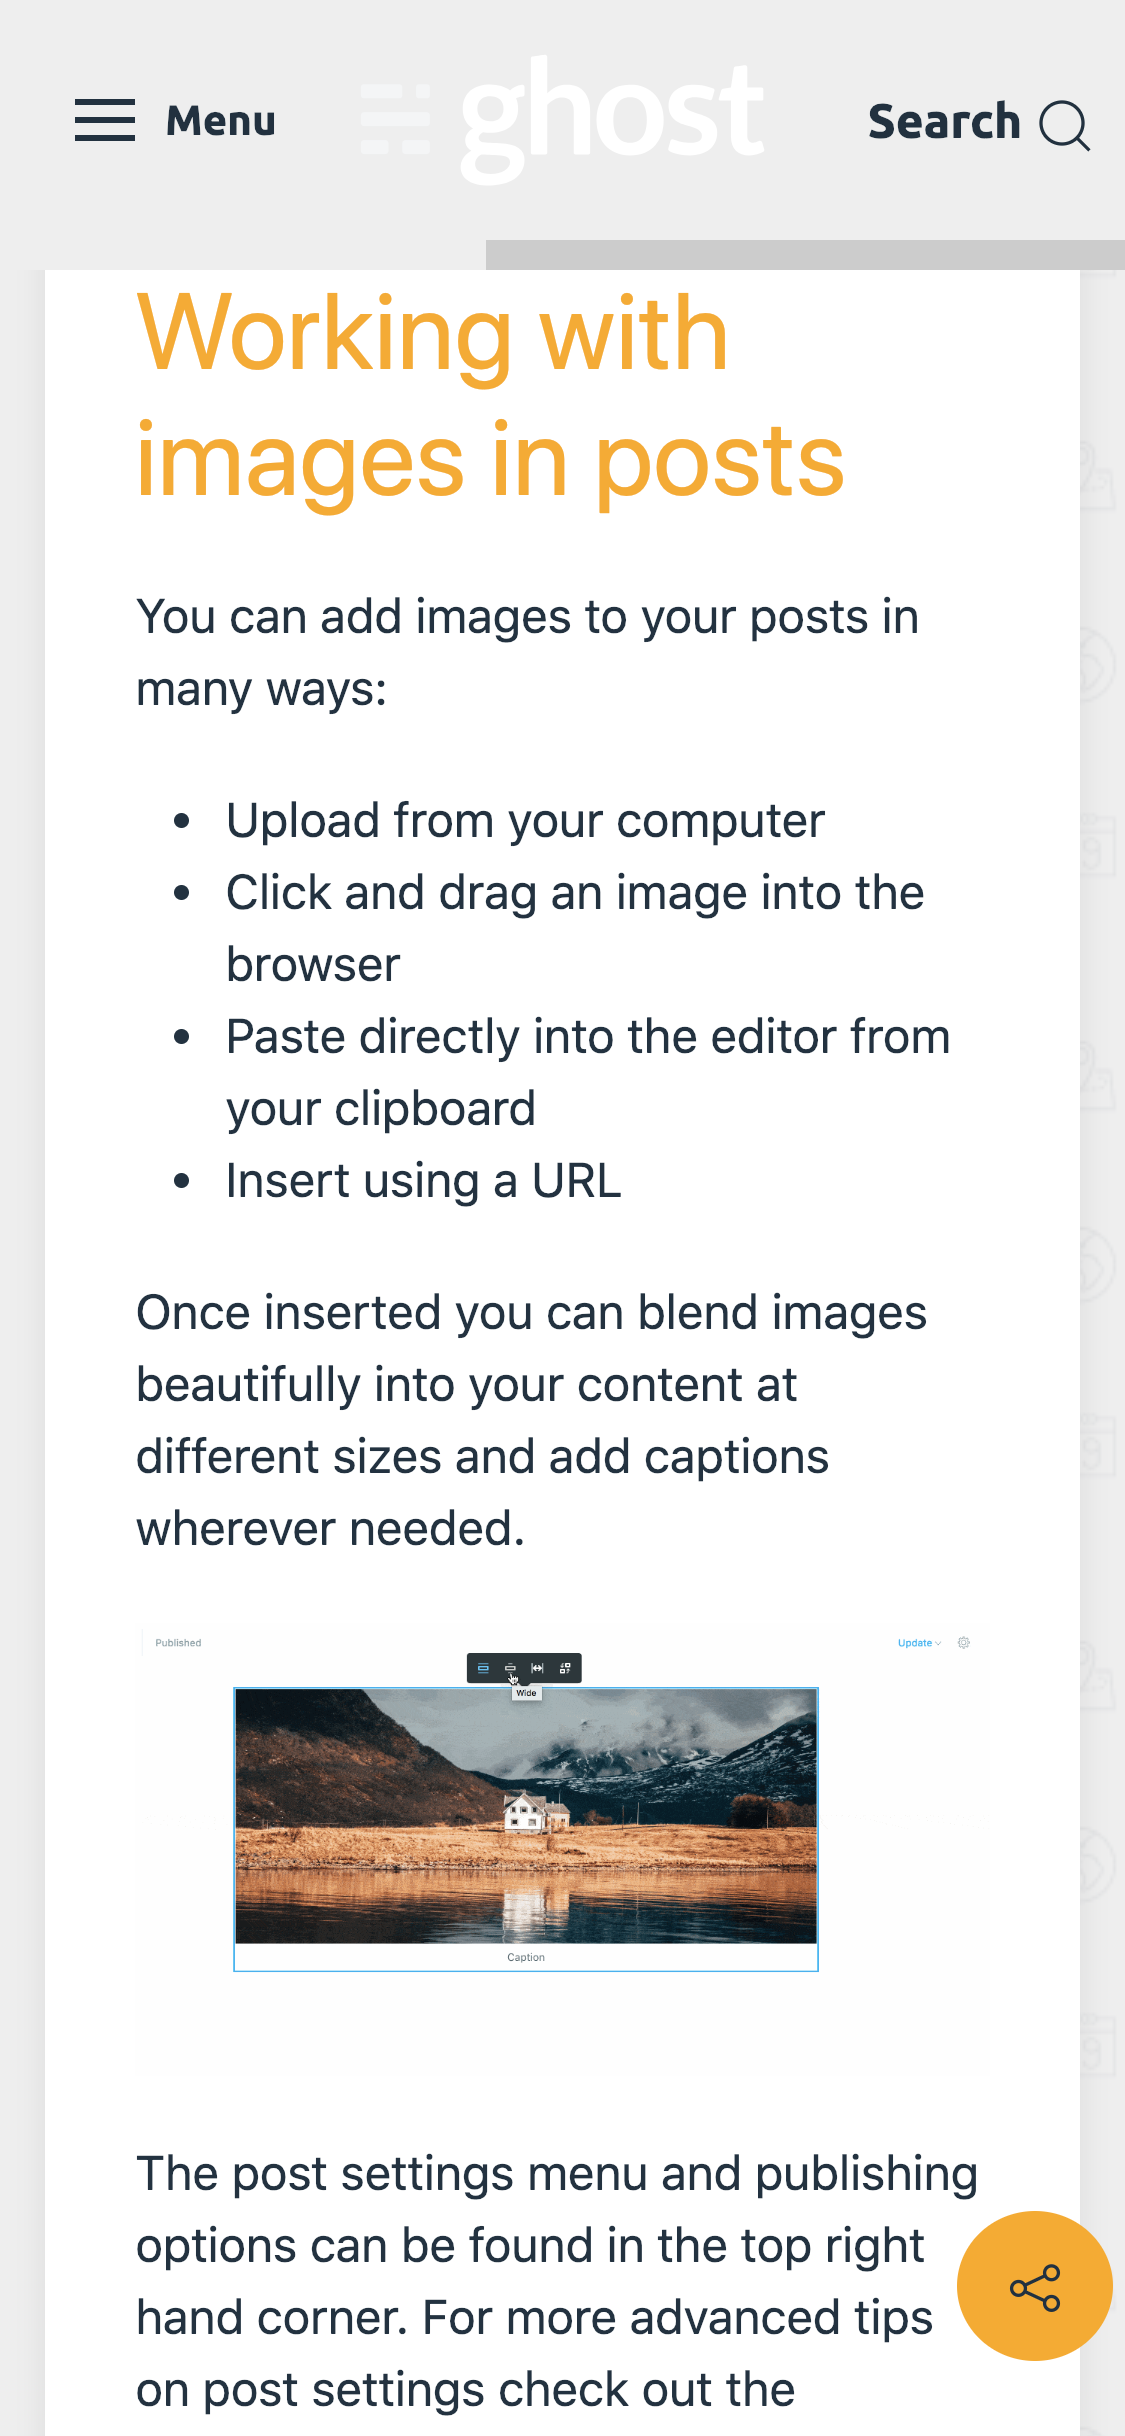 Menu
ghost
Search
Working with
images in posts
You can add images to your posts in
many ways:
Upload from your computer
Click and drag an image into the
browser
Paste directly into the editor from
your clipboard
Insert using a URL
Once inserted you can blend images
beautifully into your content at
different sizes and add captions
wherever needed.
Published
Update
Wide
Caption
The post settings menu and publishing
options can be found in the top right
hand corner. For more advanced tips
on post settings check out the